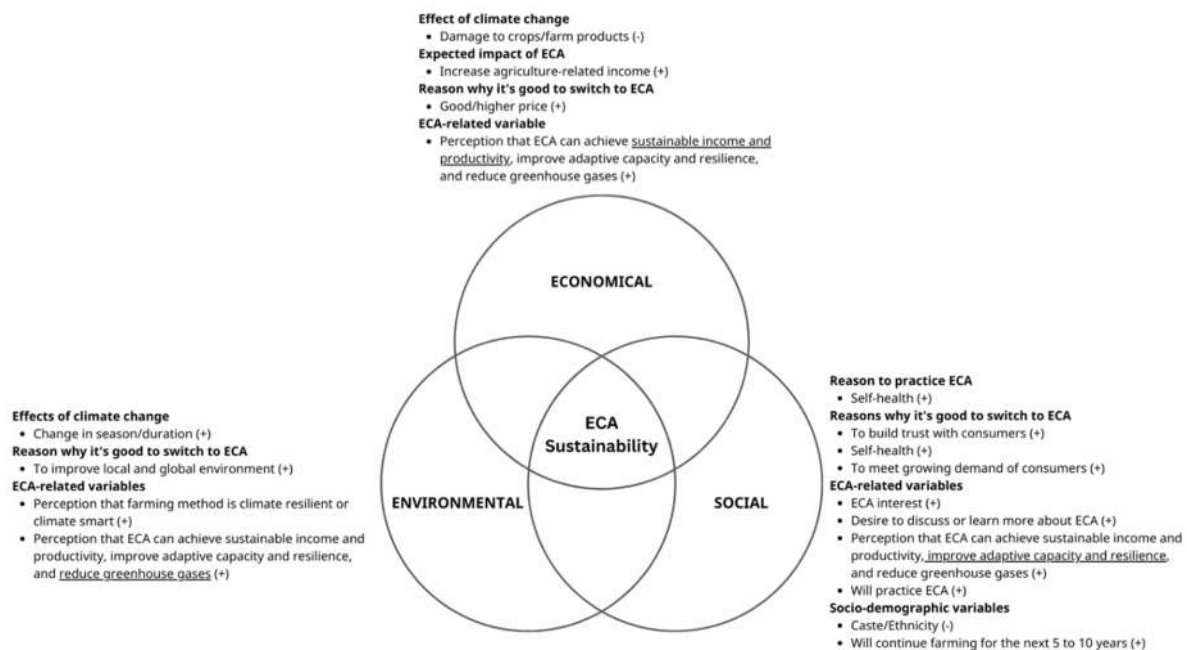 Effect of climate change
• Damage to crops/farm products (-)
Expected impact of ECA
• Increase agriculture-related income (+)
Reason why it's good to switch to ECA
• Good/higher price (+)
ECA-related variable
• Perception that ECA can achieve sustainable income and
productivity, improve adaptive capacity and resilience,
and reduce greenhouse gases (+)
ECONOMICAL
Effects of climate change
• Change in season/duration (+)
Reason why it's good to switch to ECA
• To improve local and global environment (+)
ECA-related variables
• Perception that farming method is climate resilient or
climate smart (+)
• Perception that ECA can achieve sustainable income and
productivity, improve adaptive capacity and resilience,
and reduce greenhouse gases (+)
ENVIRONMENTAL
ECA
Sustainability
SOCIAL
Reason to practice ECA
• Self-health (+)
Reasons why it's good to switch to ECA
• To build trust with consumers (+)
• Self-health (+)
• To meet growing demand of consumers (+)
ECA-related variables
• ECA interest (+)
• Desire to discuss or learn more about ECA (+)
• Perception that ECA can achieve sustainable income and
productivity, improve adaptive capacity and resilience,
and reduce greenhouse gases (+)
• Will practice ECA (+)
Socio-demographic variables
• Caste/Ethnicity (-)
• Will continue farming for the next 5 to 10 years (+)